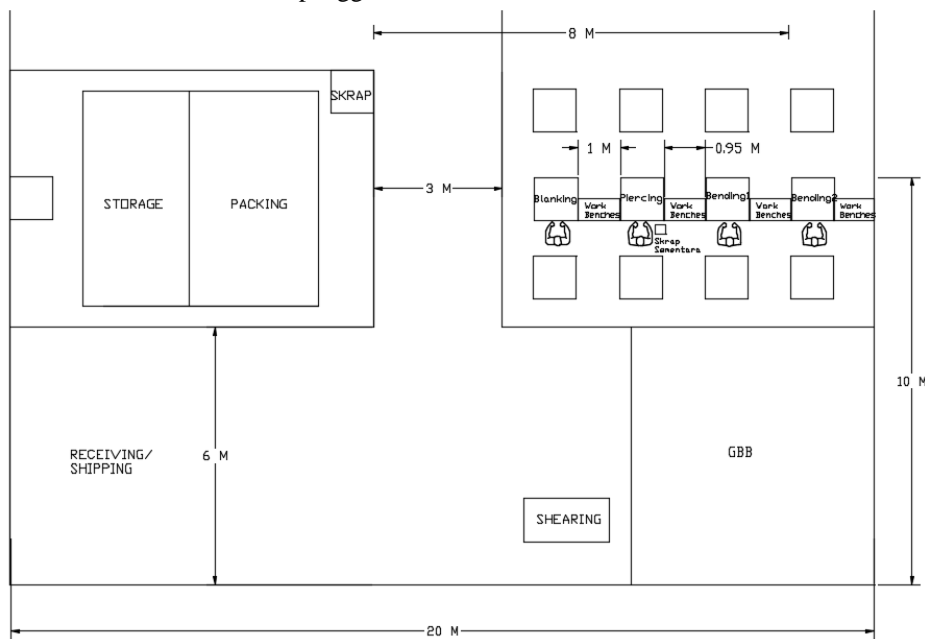 8 M
SKRAP
1 M
0.95 M
3 M
STORAGE
PACKING
Blanking
Piercing
Bending1
Bending2
Work
Benches
Work
Benches
Work
Benches
Work
Benches
Skrap
Sementara
10 M
RECEIVING/
SHIPPING
6 M
GBB
SHEARING
20 M